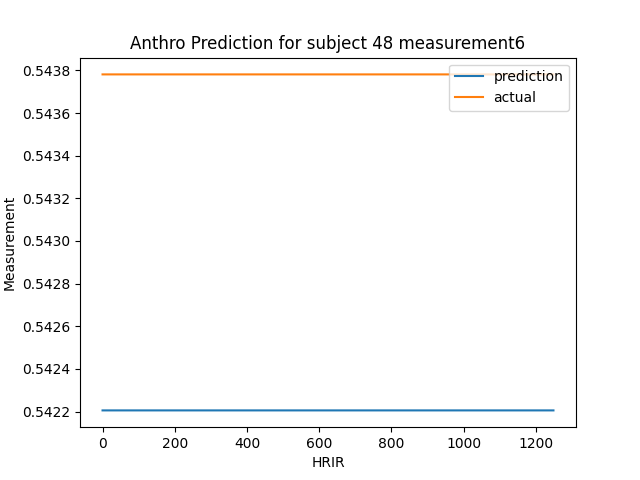 Anthro Prediction for subject 48 measurement6
prediction
actual
0.5438
0.5436
0.5434
0.5432
0.5430
0.5428
0.5426
0.5424
0.5422
Measurement
0 200 400 600 800 1000 1200
HRIR